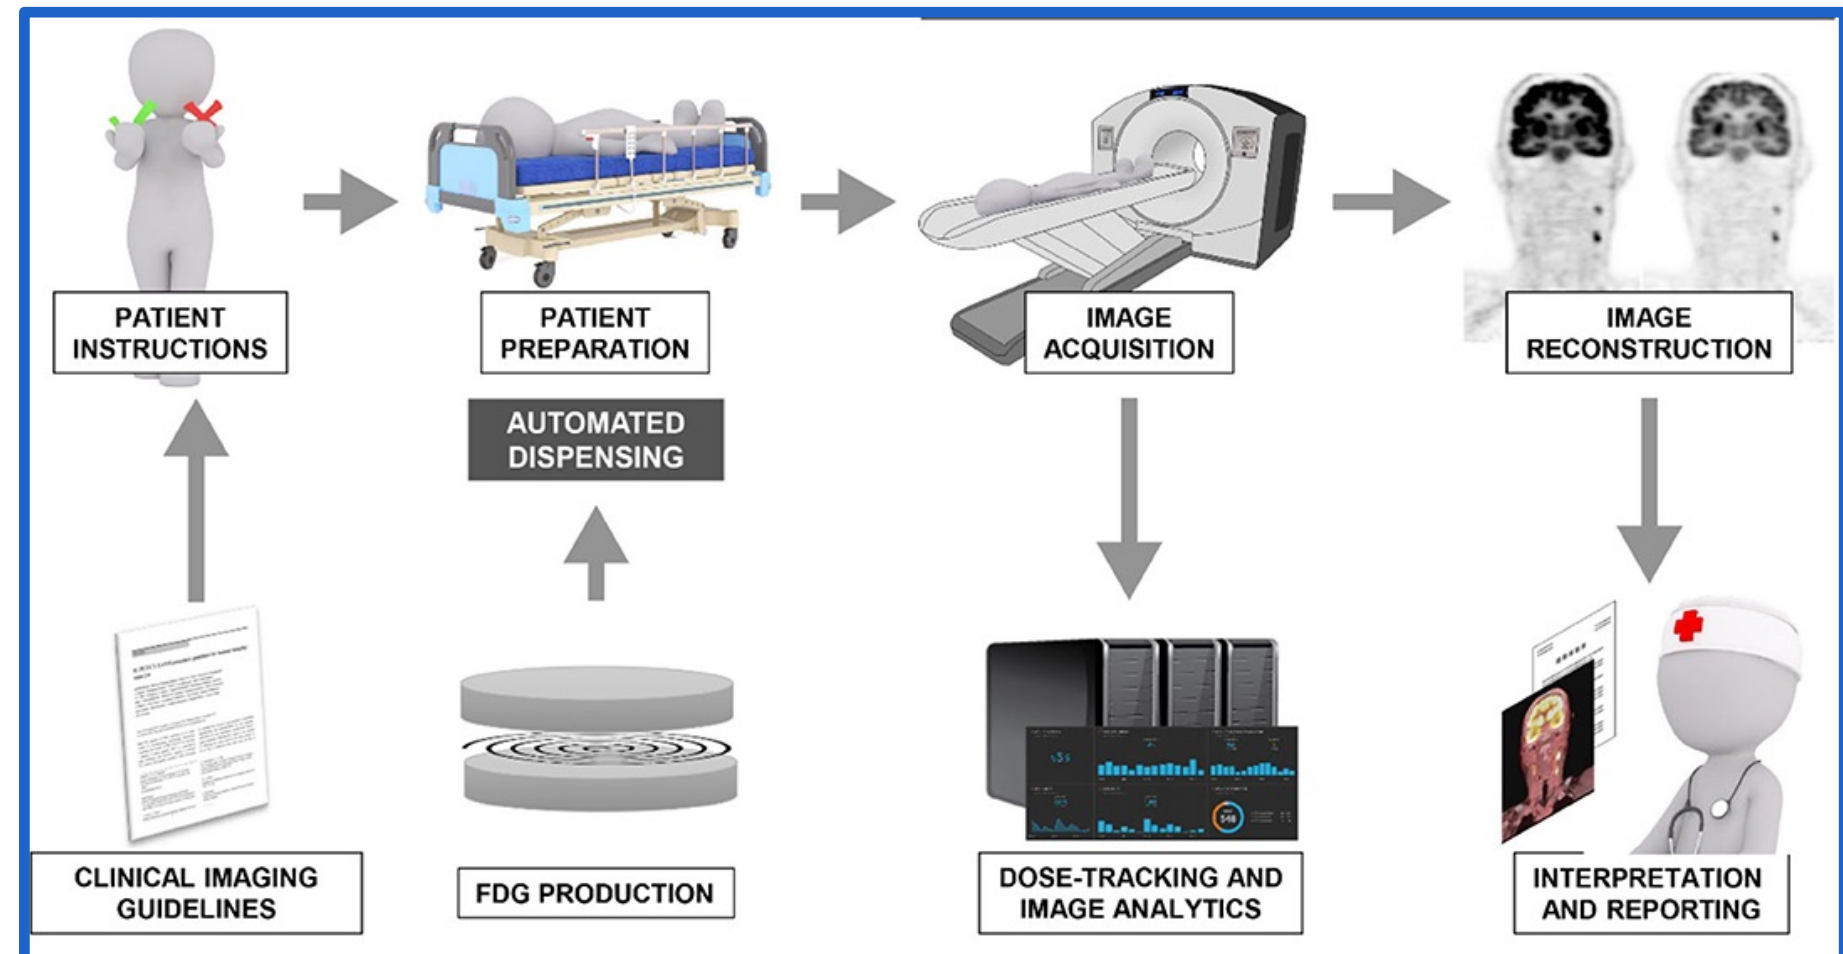 PATIENT
INSTRUCTIONS
PATIENT
PREPARATION
IMAGE
ACQUISITION
IMAGE
RECONSTRUCTION
AUTOMATED
DISPENSING
CLINICAL IMAGING
GUIDELINES
FDG PRODUCTION
DOSE-TRACKING AND
IMAGE ANALYTICS
INTERPRETATION
AND REPORTING